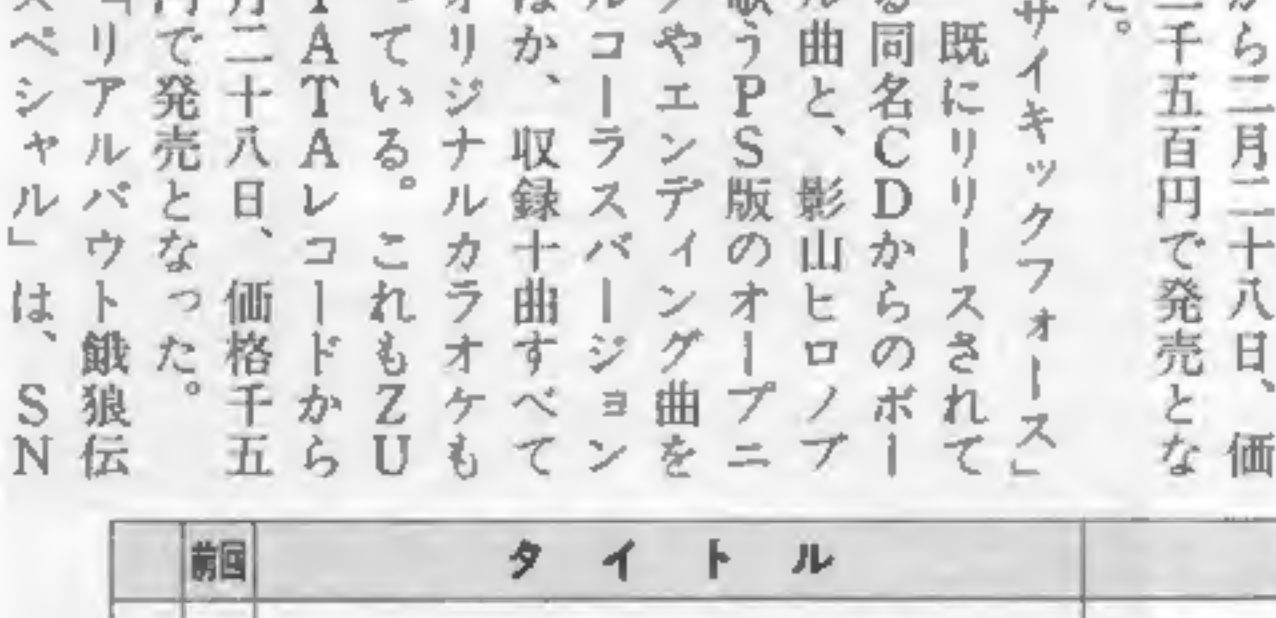 から二月二十八日、価
二千五百円で発売とな
た。
サイキックフォース」
既にリリースされて
る同名CDからのボー
ル曲と、影山ヒロノブ
歌うPS版のオープニ
グやエンディング曲を
ルコーラスバージョン
ほか、収録十曲すべて
オリジナルカラオケも
っている。これもZU
TATAレコードから
月二十八日、価格千五
円で発売となった。
「リアルバウト餓狼伝
スペシャル」は、SN
前回 タイトル